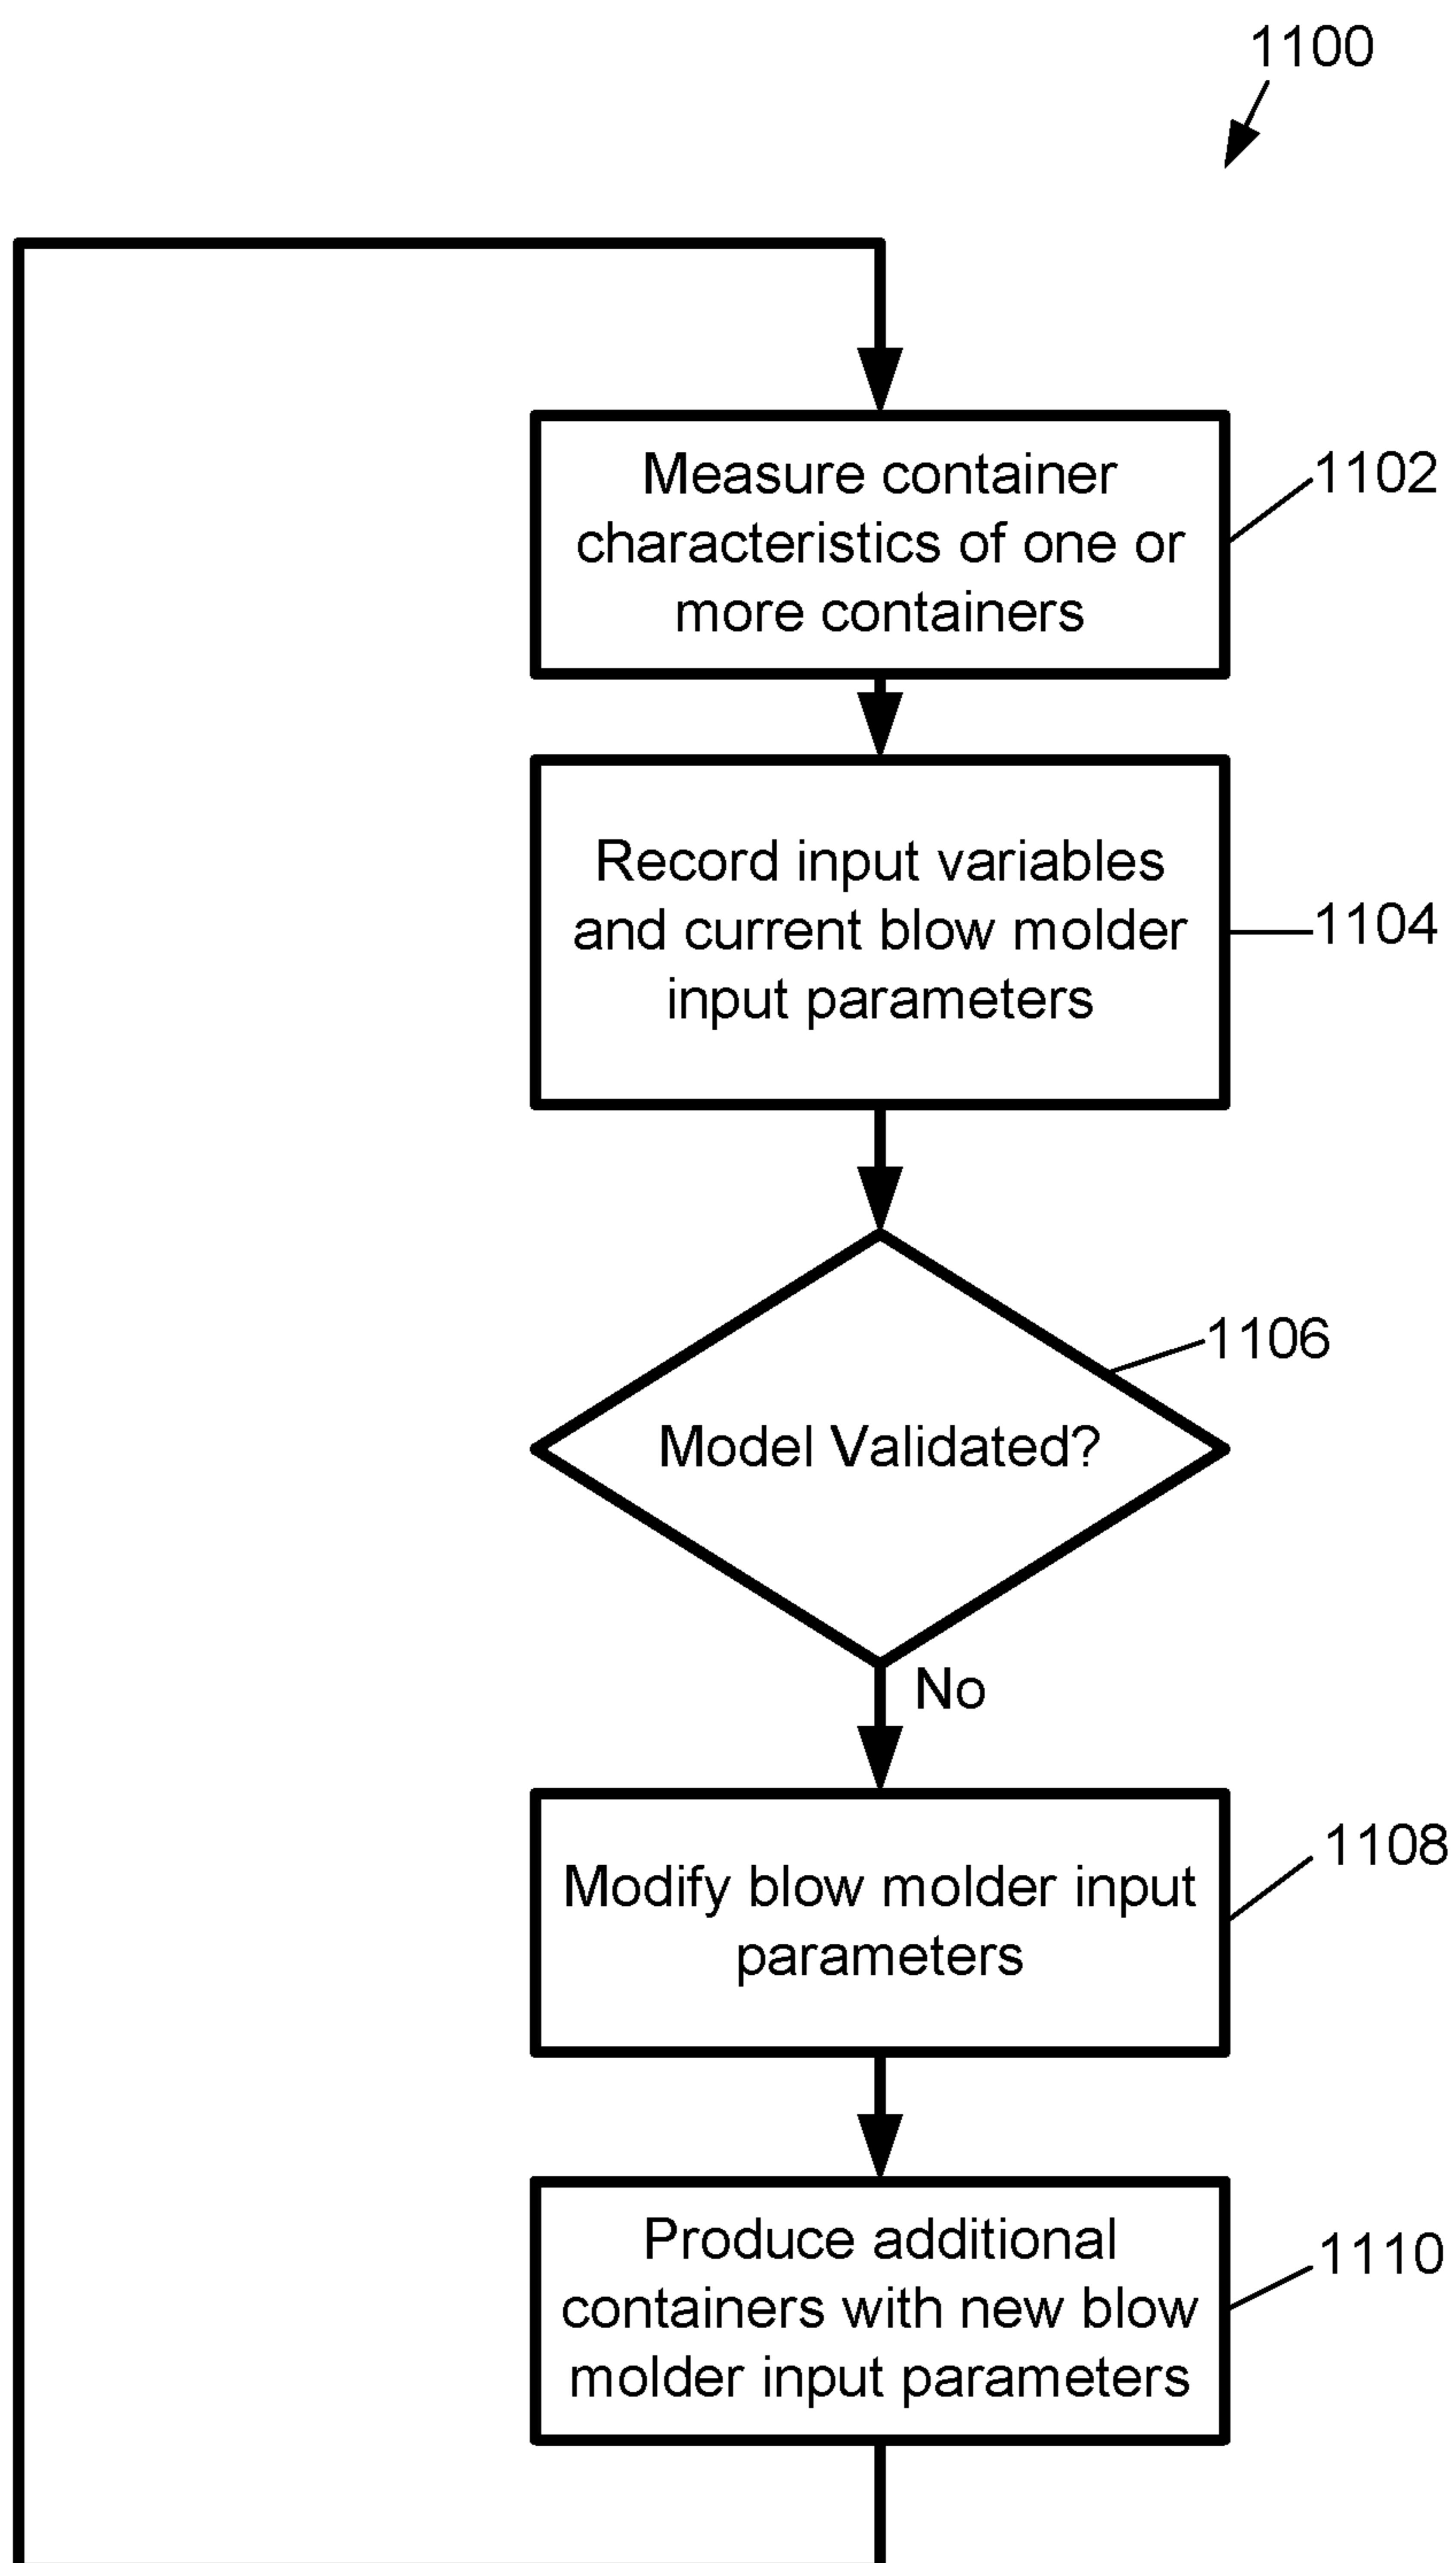 1100
Measure container
characteristics of one or
more containers
1102
Record input variables
and current blow molder
input parameters
1104
1106
Model Validated?
No
Modify blow molder input
parameters
1108
Produce additional
containers with new blow
molder input parameters
1110